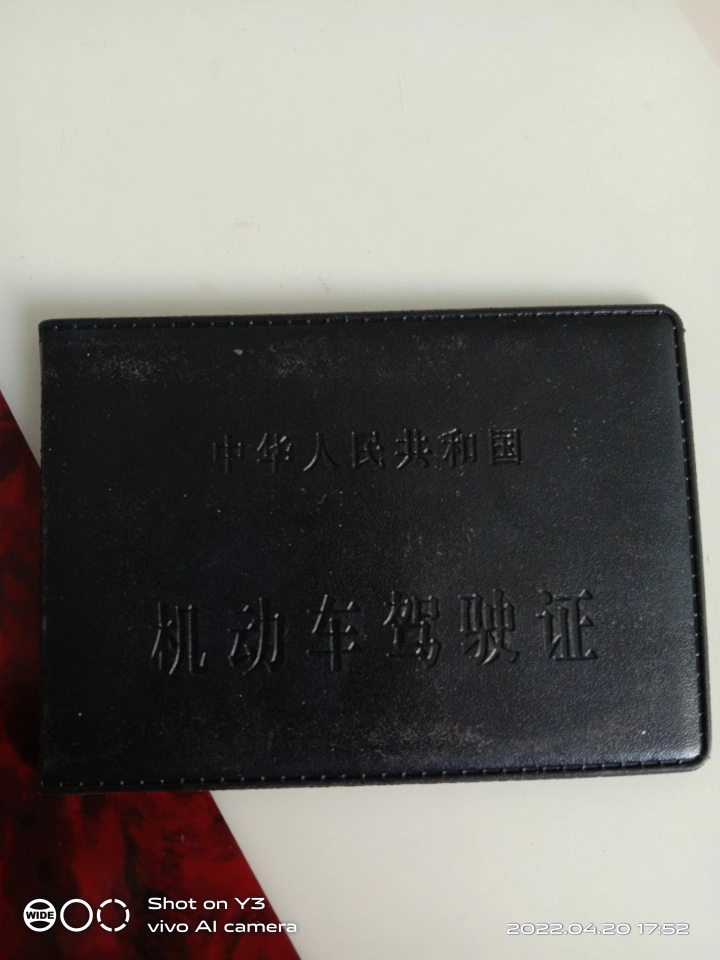 中华人民共和国
机动车驾驶证
WIDE
Shot on Y3
vivo AI camera
2022.04.20 17:52